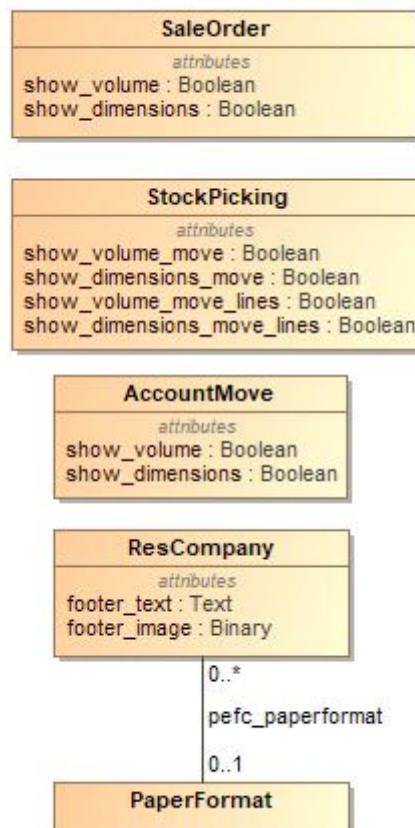 SaleOrder
attributes
show_volume : Boolean
show_dimensions : Boolean
StockPicking
attributes
show_volume_move : Boolean
show_dimensions_move : Boolean
show_volume_move_lines : Boolean
show_dimensions_move_lines : Boolean
AccountMove
attributes
show_volume : Boolean
show_dimensions : Boolean
ResCompany
attributes
footer_text : Text
footer_image : Binary
0..*
pefc_paperformat
0..1
PaperFormat